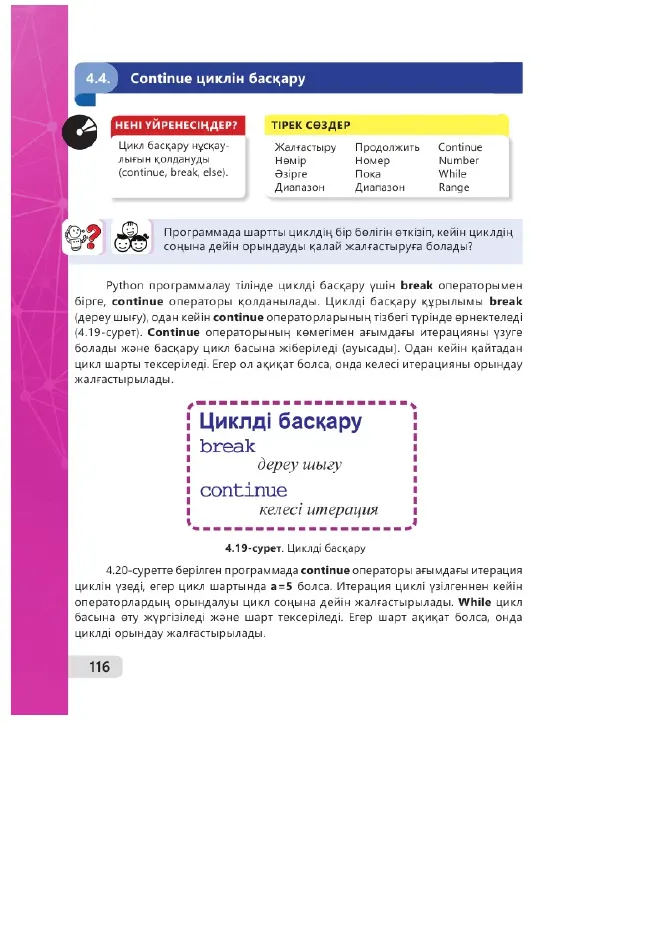 4.4. Continue циклін басқару
НЕНІ ҮЙРЕНЕСІҢДЕР?
Цикл басқару нұсқау-
лығын қолдануды
(continue, break, else).
ТІРЕК СӨЗДЕР
Жалғастыру Продолжить Continue
Нөмір Номер Number
Әзірге Пока While
Диапазон Диапазон Range
Программада шартты циклдің бір бөлігін өткізіп, кейін циклдің
соңына дейін орындауды қалай жалғастыруға болады?
Python программалау тілінде циклді басқару үшін break операторымен
бірге, continue операторы қолданылады. Циклді басқару құрылымы break
(дереу шығу), одан кейін continue операторларының тізбегі түрінде өрнектеледі
(4.19-сурет). Continue операторының көмегімен ағымдағы итерацияны үзуге
болады және басқару цикл басына жіберіледі (ауысады). Одан кейін қайтадан
цикл шарты тексеріледі. Егер ол ақиқат болса, онда келесі итерацияны орындау
жалғастырылады.
Циклді басқару
break
дереу шығу
continue
келесі итерация
4.19-сурет. Циклді басқару
4.20-суретте берілген программада continue операторы ағымдағы итерация
циклін үзеді, егер цикл шартында a=5 болса. Итерация циклі үзілгеннен кейін
операторлардың орындалуы цикл соңына дейін жалғастырылады. While цикл
басына өту жүргізіледі және шарт тексеріледі. Егер шарт ақиқат болса, онда
циклді орындау жалғастырылады.
116